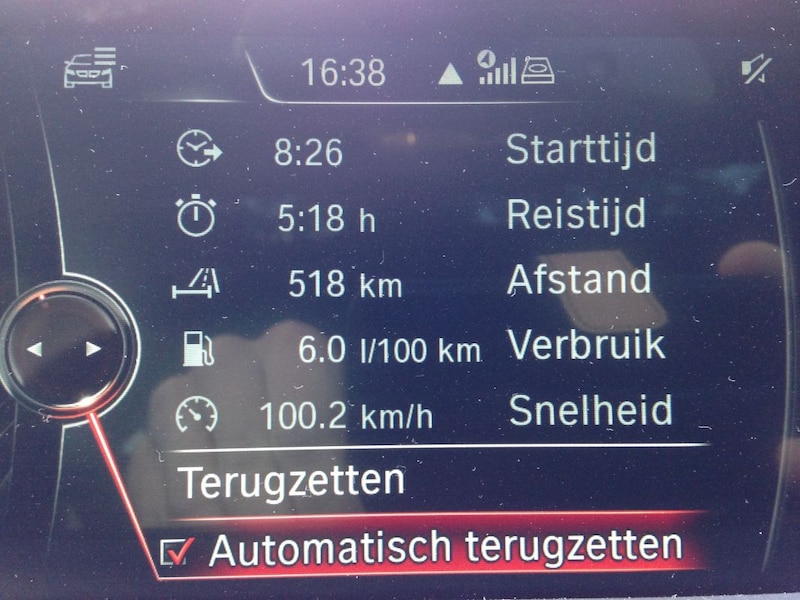 16:38
8:26 Starttijd
5:18 h Reistijd
518 km Afstand
6.0 l/100 km Verbruik
100.2 km/h Snelheid
Terugzetten
Automatisch terugzetten